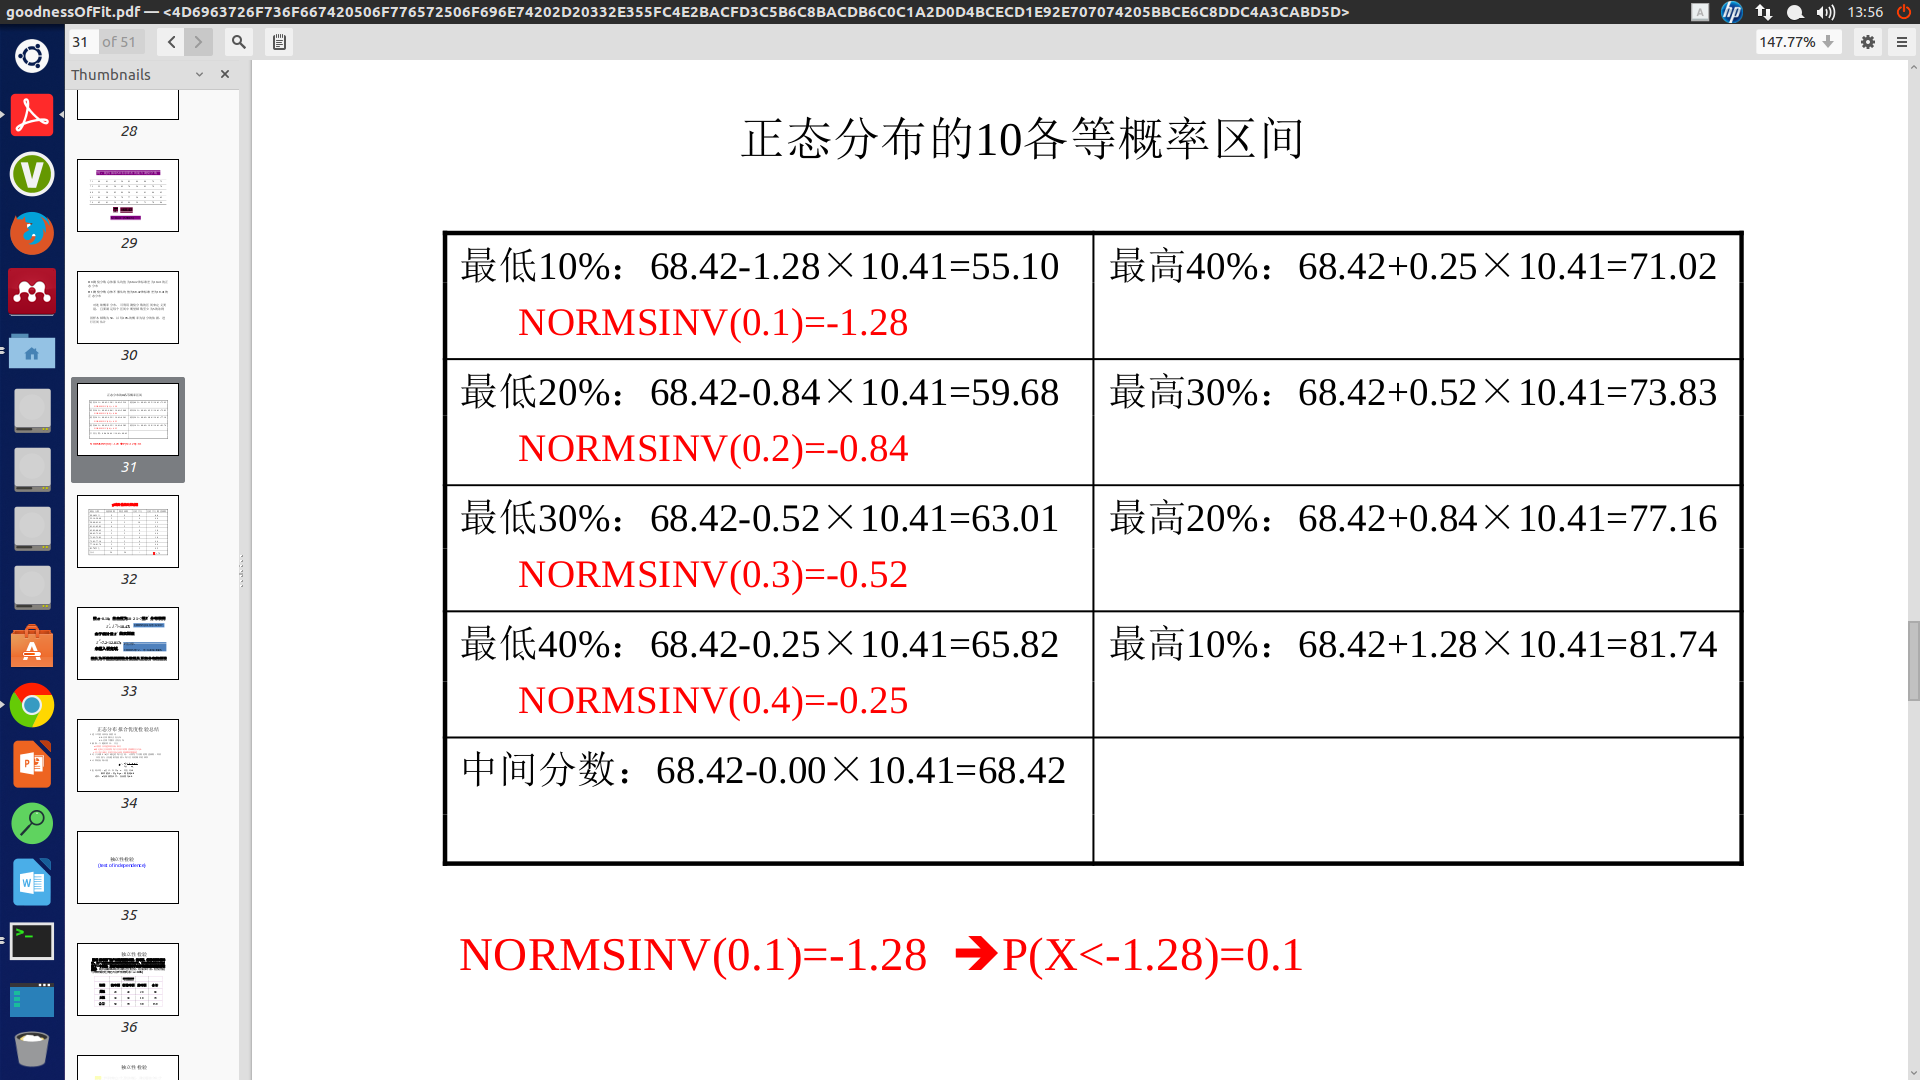 goodnessOfFit.pdf — <4D6963726F736F667420506F776572506F696E74202D20332E355FC4E2BACFD3C5B6C8BACDB6C0C1A2D0D4BCECD1E92E707074205BBCE6C8DDC4A3CABD5D>
13:56
31 of 51
147.77%
Thumbnails
28
29
30
31
32
33
34
35
36
正态分布的10各等概率区间
最低10%：68.42-1.28×10.41=55.10
NORMSINV(0.1)=-1.28
最高40%：68.42+0.25×10.41=71.02
最低20%：68.42-0.84×10.41=59.68
NORMSINV(0.2)=-0.84
最高30%：68.42+0.52×10.41=73.83
最低30%：68.42-0.52×10.41=63.01
NORMSINV(0.3)=-0.52
最高20%：68.42+0.84×10.41=77.16
最低40%：68.42-0.25×10.41=65.82
NORMSINV(0.4)=-0.25
最高10%：68.42+1.28×10.41=81.74
中间分数：68.42-0.00×10.41=68.42
NORMSINV(0.1)=-1.28 ➔P(X<-1.28)=0.1